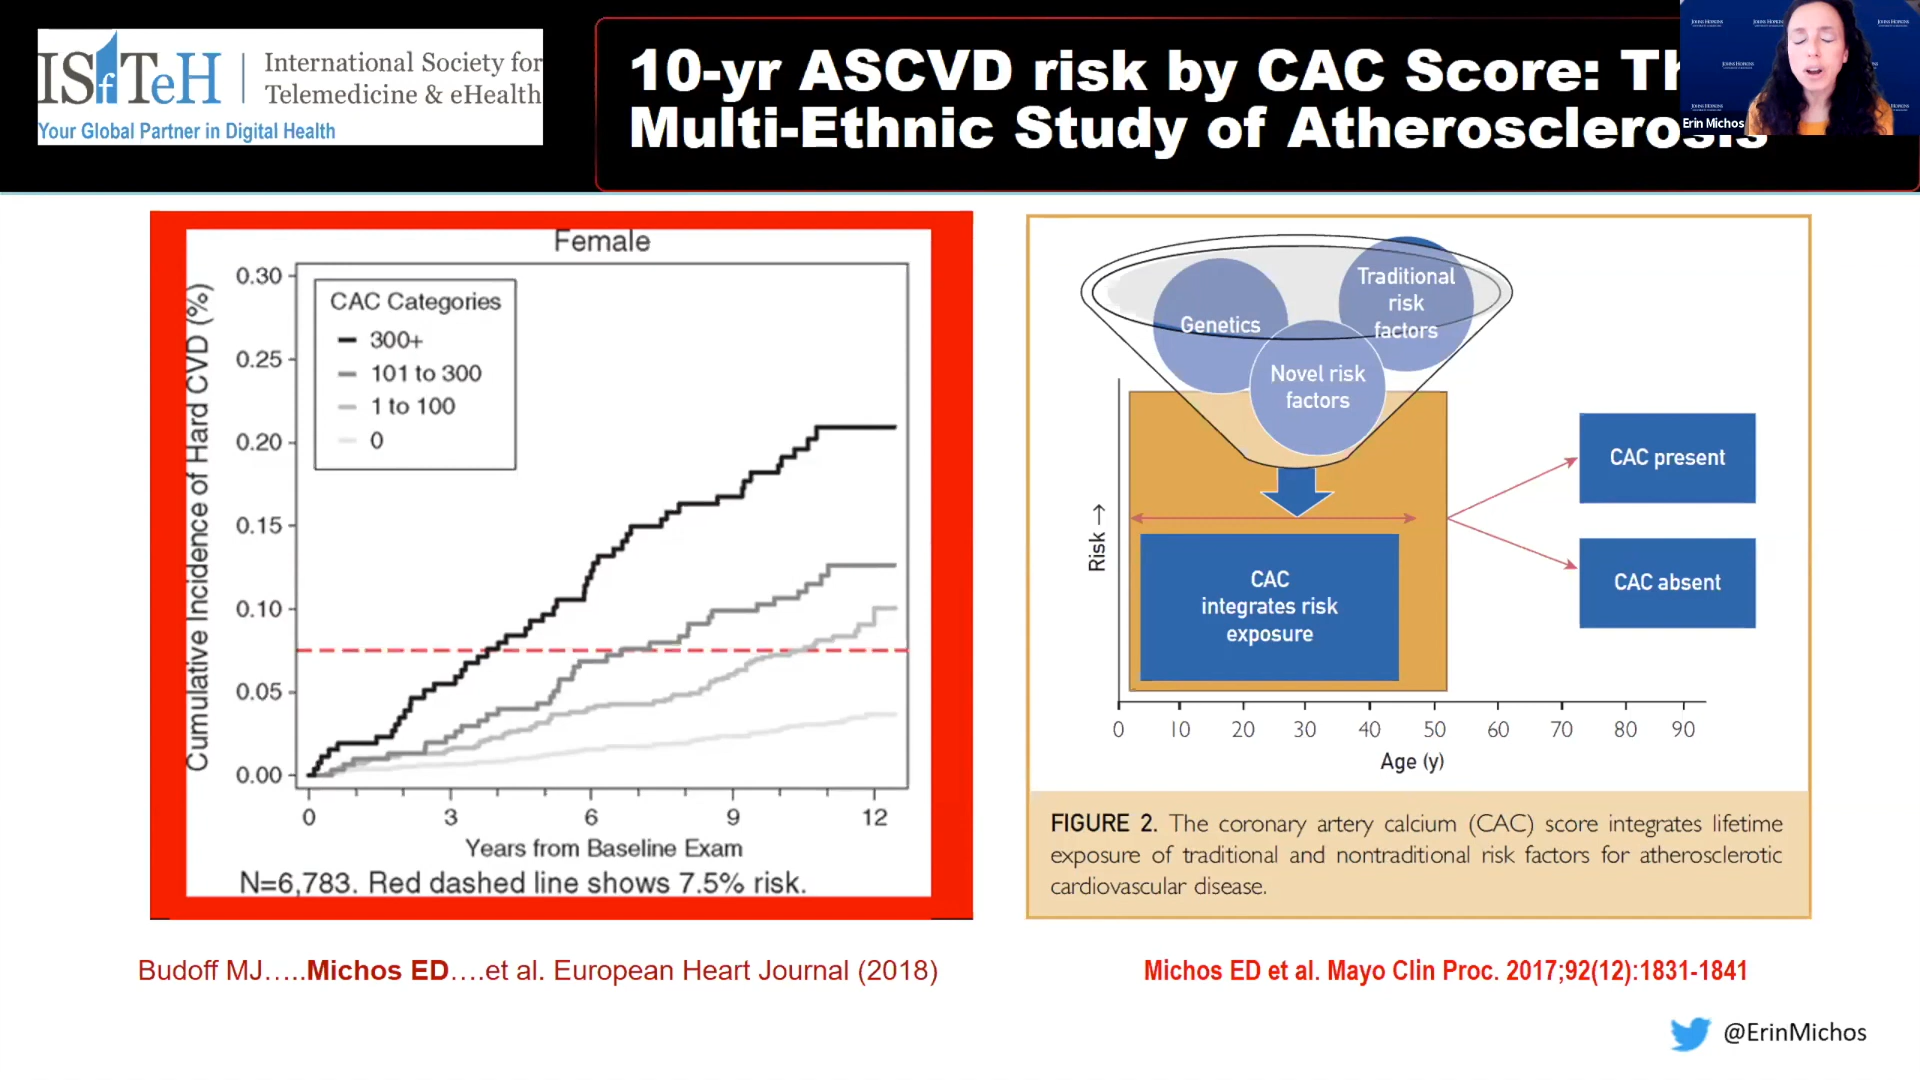 ISfTeH
International Society for
Telemedicine & eHealth
Your Global Partner in Digital Health
10-yr ASCVD risk by CAC Score: Th
Multi-Ethnic Study of Atherosclerosis
Erin Michos
Female
Cumulative Incidence of Hard CVD (%)
0.30
0.25
0.20
0.15
0.10
0.05
0.00
CAC Categories
300+
101 to 300
1 to 100
0
0 3 6 9 12
Years from Baseline Exam
N=6,783. Red dashed line shows 7.5% risk.
Genetics
Traditional
risk
factors
Novel risk
factors
Risk →
CAC
integrates risk
exposure
CAC present
CAC absent
0 10 20 30 40 50 60 70 80 90
Age (y)
FIGURE 2. The coronary artery calcium (CAC) score integrates lifetime
exposure of traditional and nontraditional risk factors for atherosclerotic
cardiovascular disease.
Budoff MJ…..Michos ED….et al. European Heart Journal (2018)
Michos ED et al. Mayo Clin Proc. 2017;92(12):1831-1841
@ErinMichos